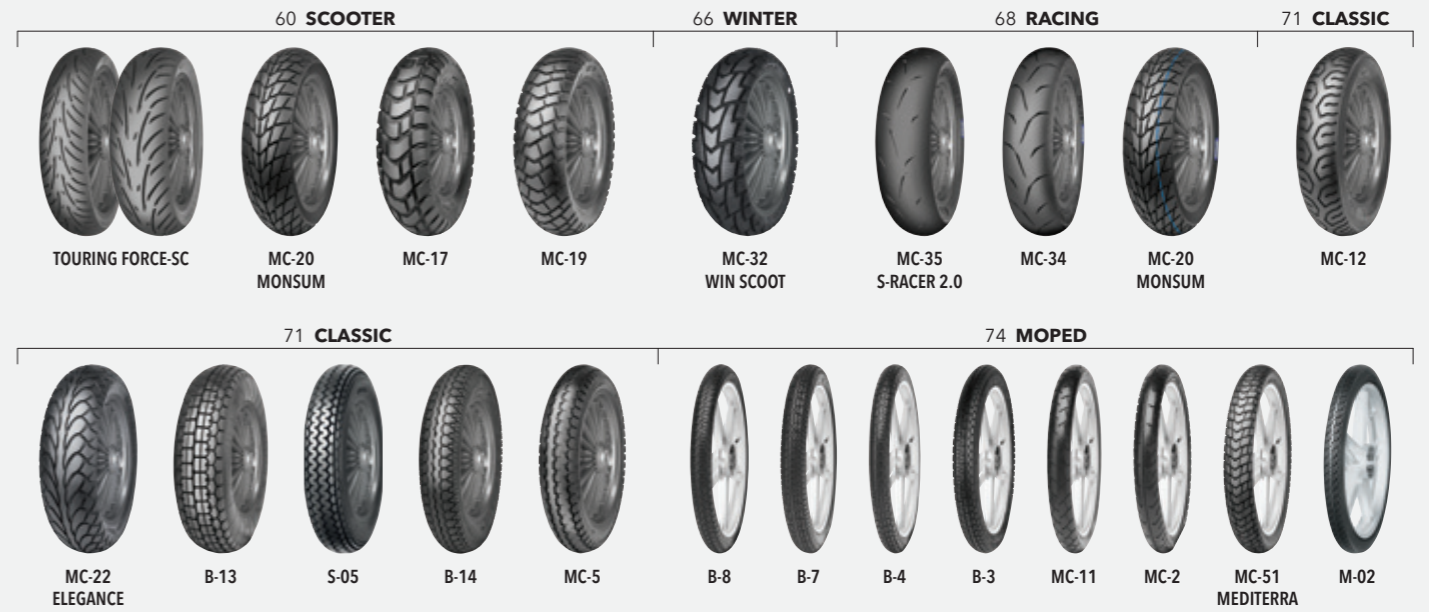 60 SCOOTER
66 WINTER
68 RACING
71 CLASSIC
TOURING FORCE-SC
MC-20
MONSUM
MC-17
MC-19
MC-32
WIN SCOOT
MC-35
S-RACER 2.0
MC-34
MC-20
MONSUM
MC-12
71 CLASSIC
74 MOPED
MC-22
ELEGANCE
B-13
S-05
B-14
MC-5
B-8
B-7
B-4
B-3
MC-11
MC-2
MC-51
MEDITERRA
M-02